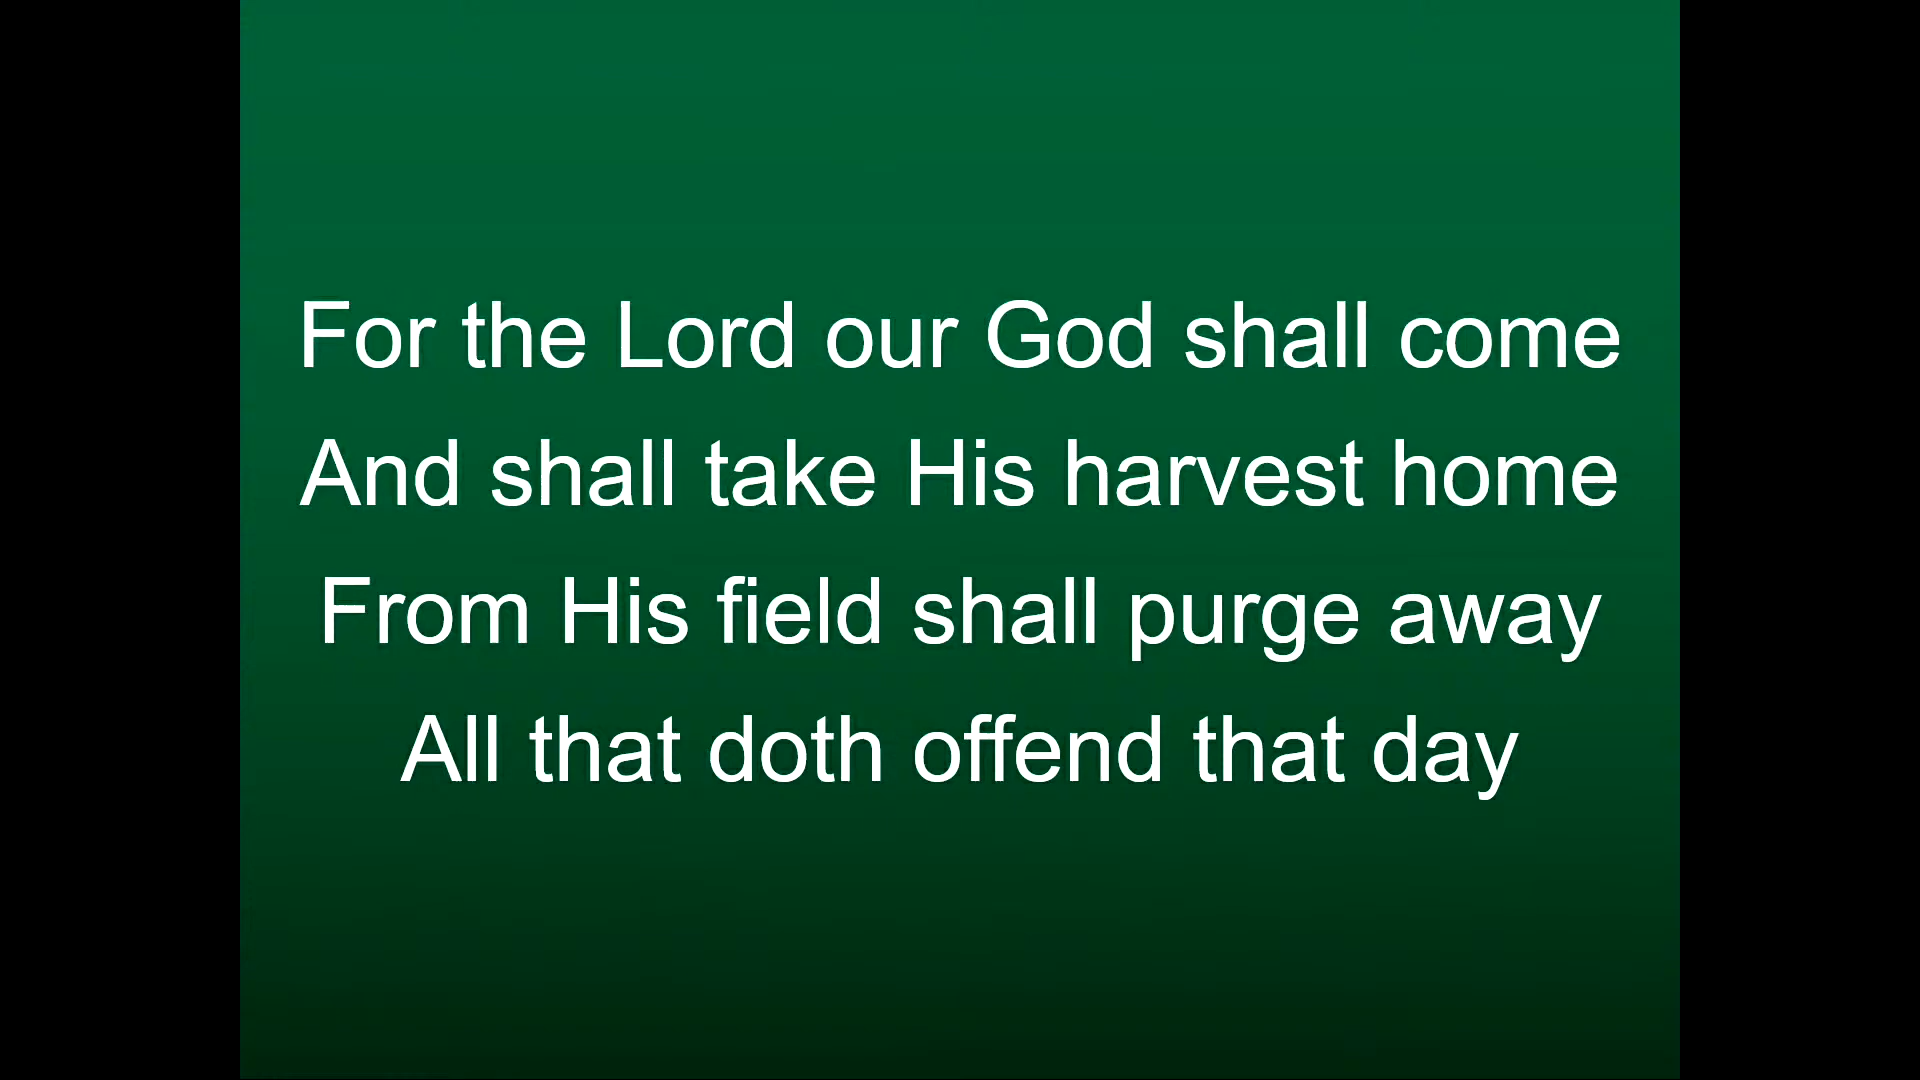 For the Lord our God shall come
And shall take His harvest home
From His field shall purge away
All that doth offend that day